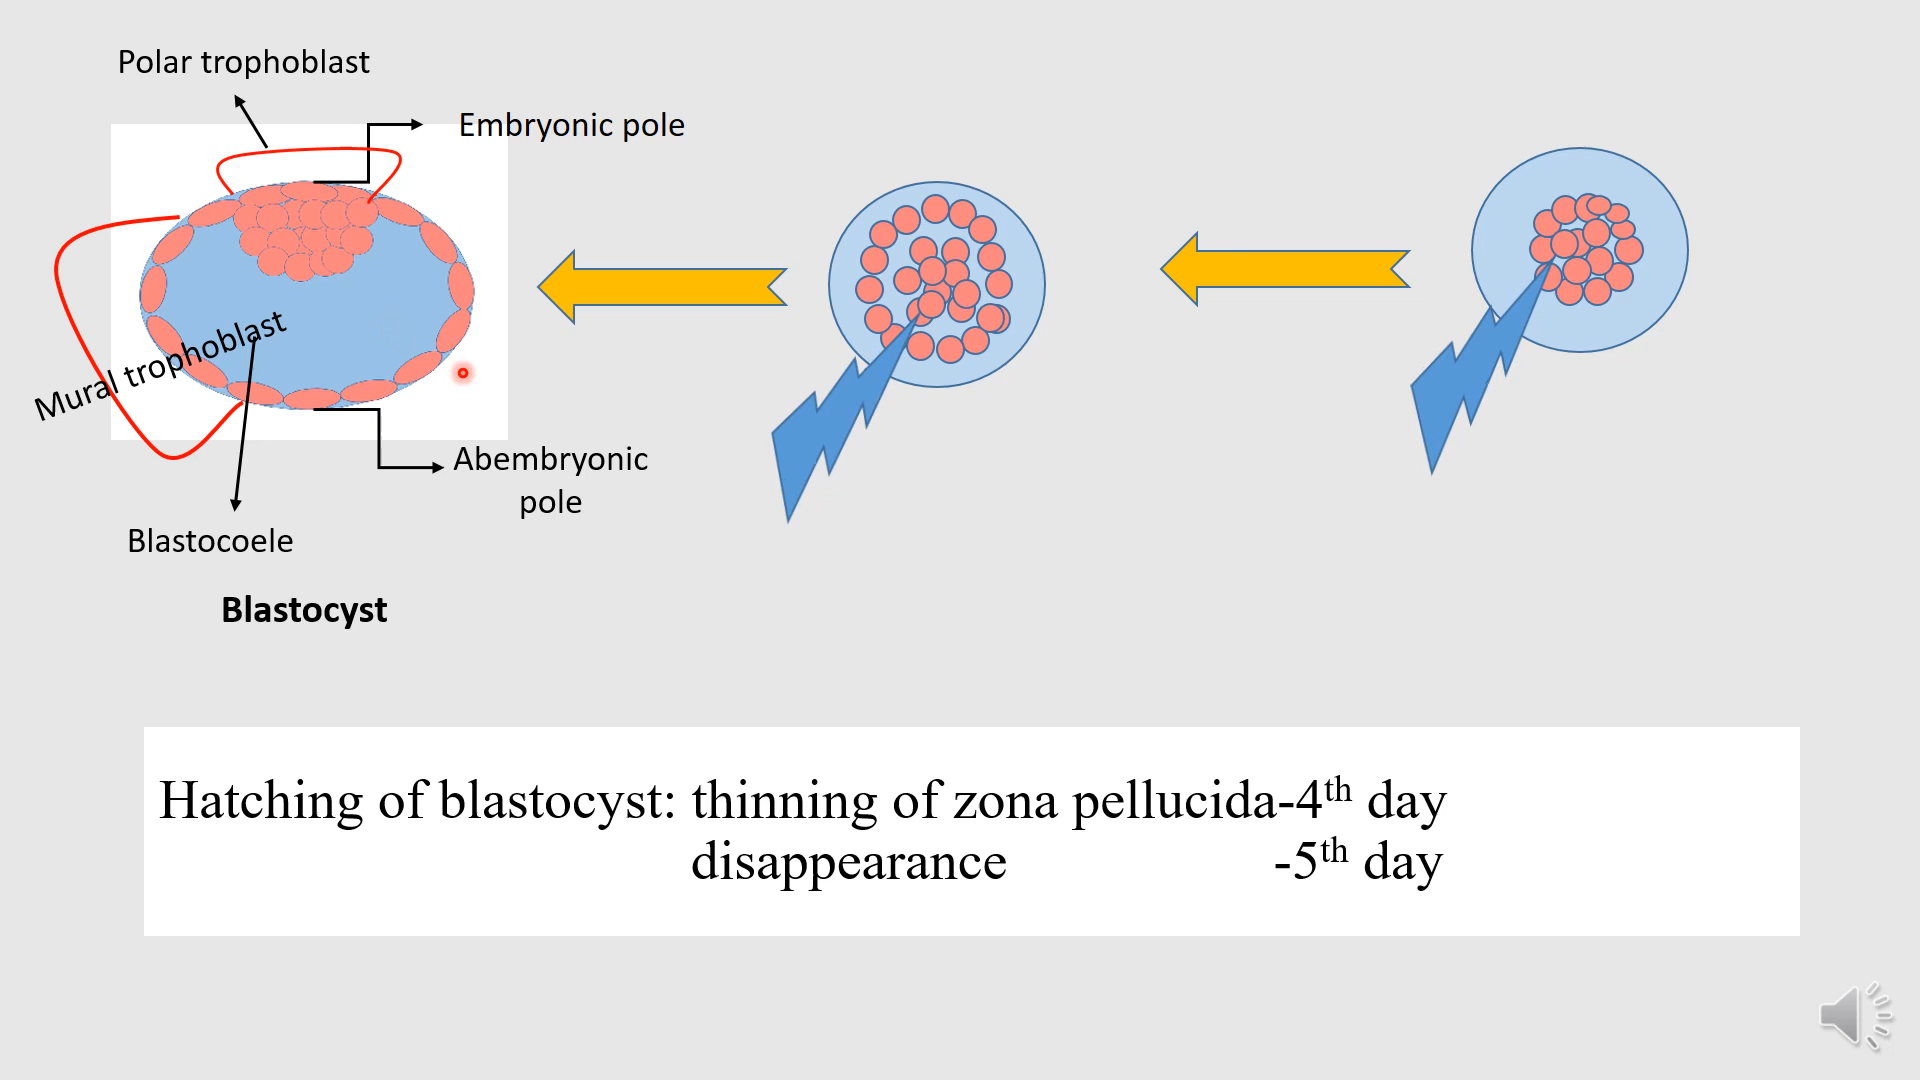 Polar trophoblast
Embryonic pole
Mural trophoblast
Abembryonic
pole
Blastocoele
Blastocyst
Hatching of blastocyst: thinning of zona pellucida-4th day
disappearance -5th day